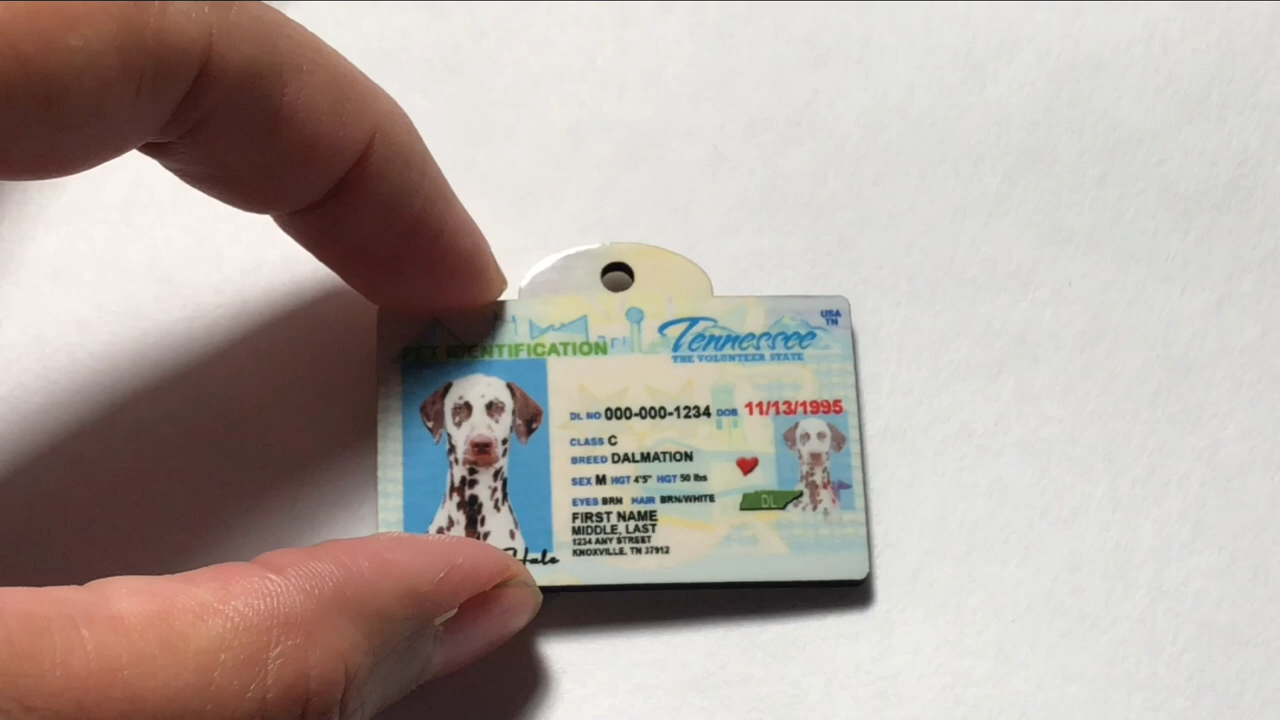 PET IDENTIFICATION
Tennessee
THE VOLUNTEER STATE
USA
TN
DL NO 000-000-1234 DOB 11/13/1995
CLASS C
BREED DALMATION
SEX M HGT 4'5" HGT 50 lbs
EYES BRN HAIR BRN/WHITE
DL
FIRST NAME
MIDDLE, LAST
1234 ANY STREET
KNOXVILLE, TN 37912